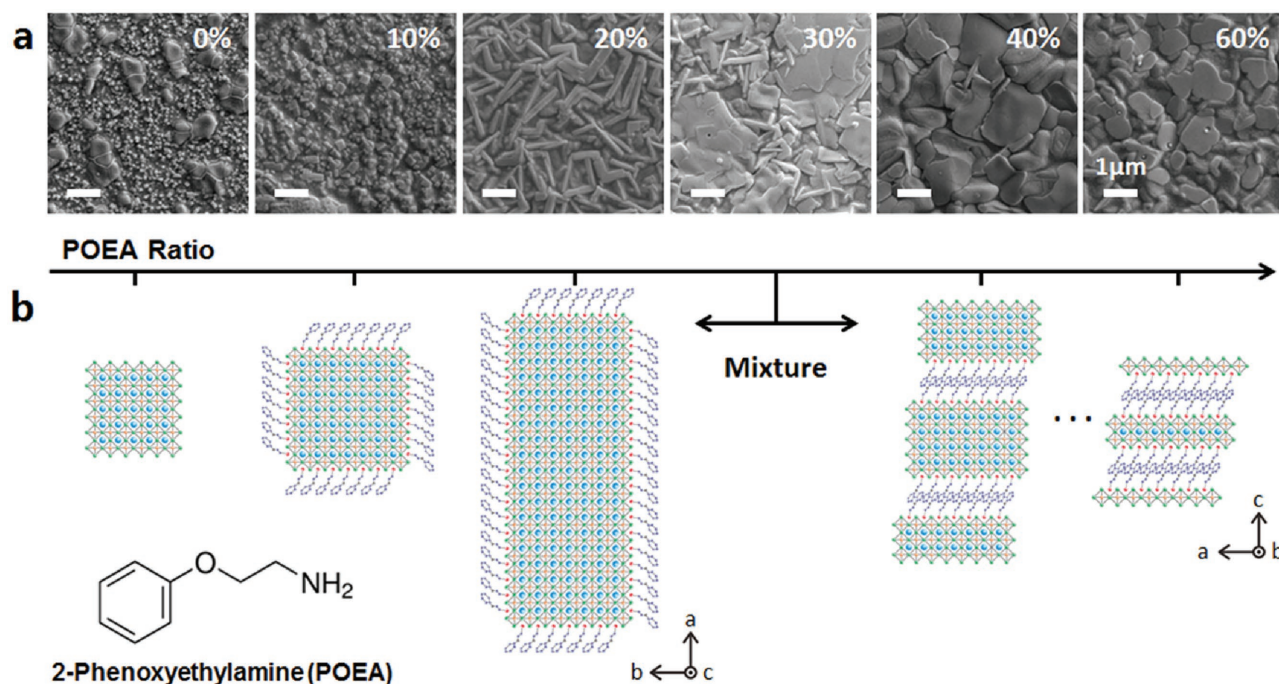 a
0%
10%
20%
30%
40%
60%
1μm
POEA Ratio
b
Mixture
...
O
NH₂
2-Phenoxyethylamine (POEA)
a
b
c
c
a
b